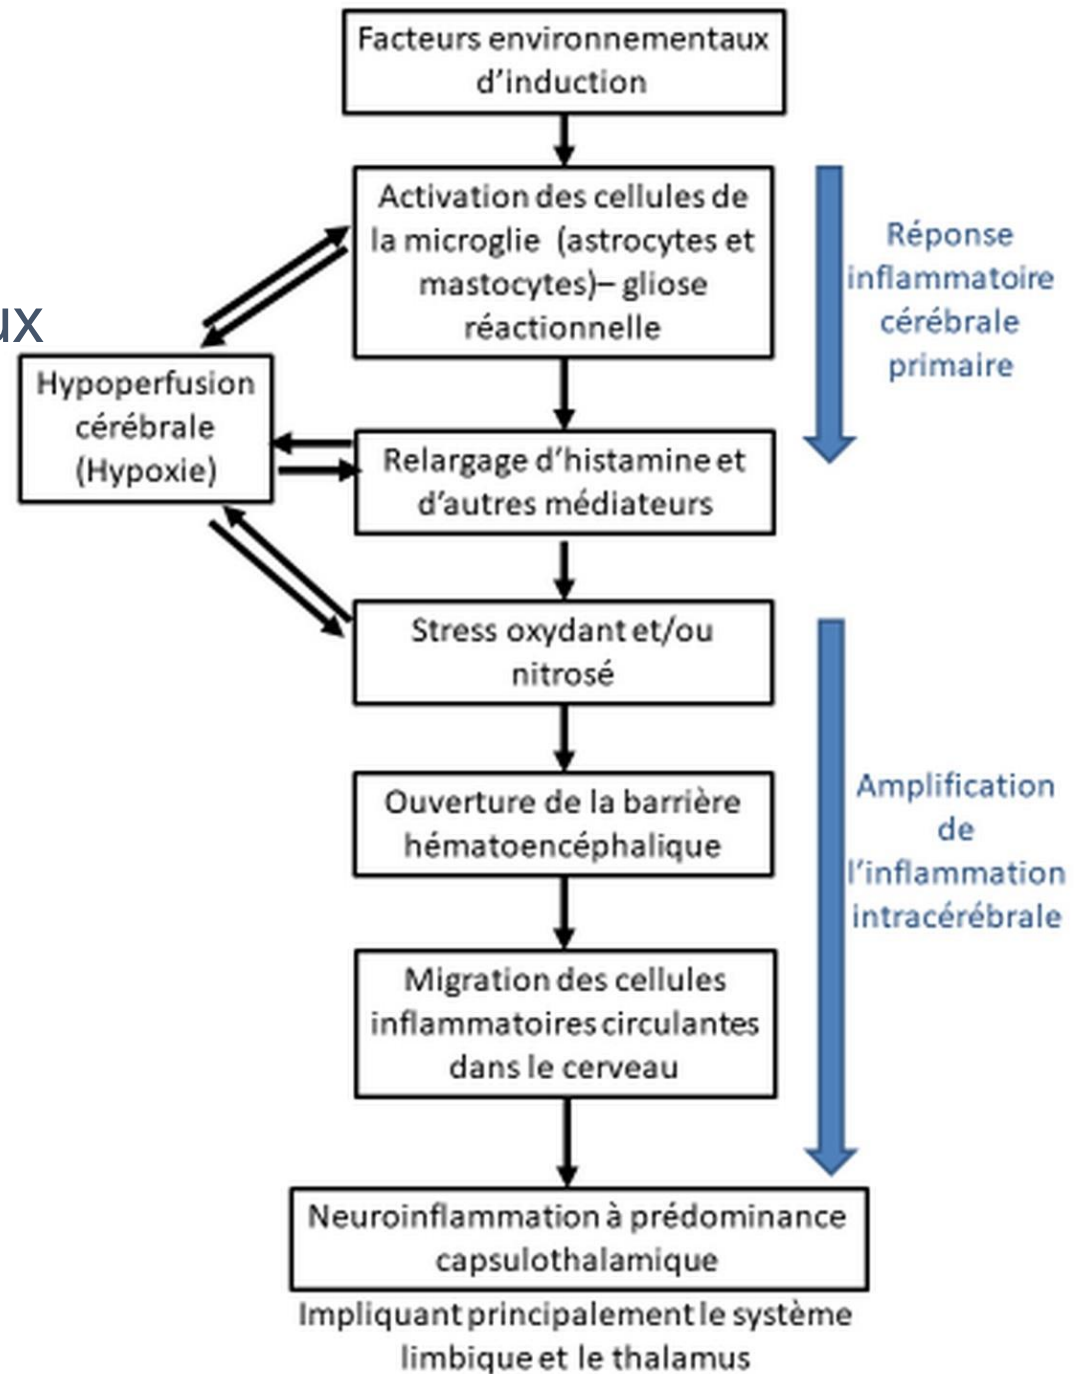 Facteurs environnementaux
d'induction
Activation des cellules de
la microglie (astrocytes et
mastocytes)– gliose
réactionnelle
Réponse
inflammatoire
cérébrale
primaire
ux
Hypoperfusion
cérébrale
(Hypoxie)
Relargage d'histamine et
d'autres médiateurs
Stress oxydant et/ou
nitrosé
Ouverture de la barrière
hématoencéphalique
Amplification
de
l'inflammation
intracérébrale
Migration des cellules
inflammatoires circulantes
dans le cerveau
Neuroinflammation à prédominance
capsulothalamique
Impliquant principalement le système
limbique et le thalamus